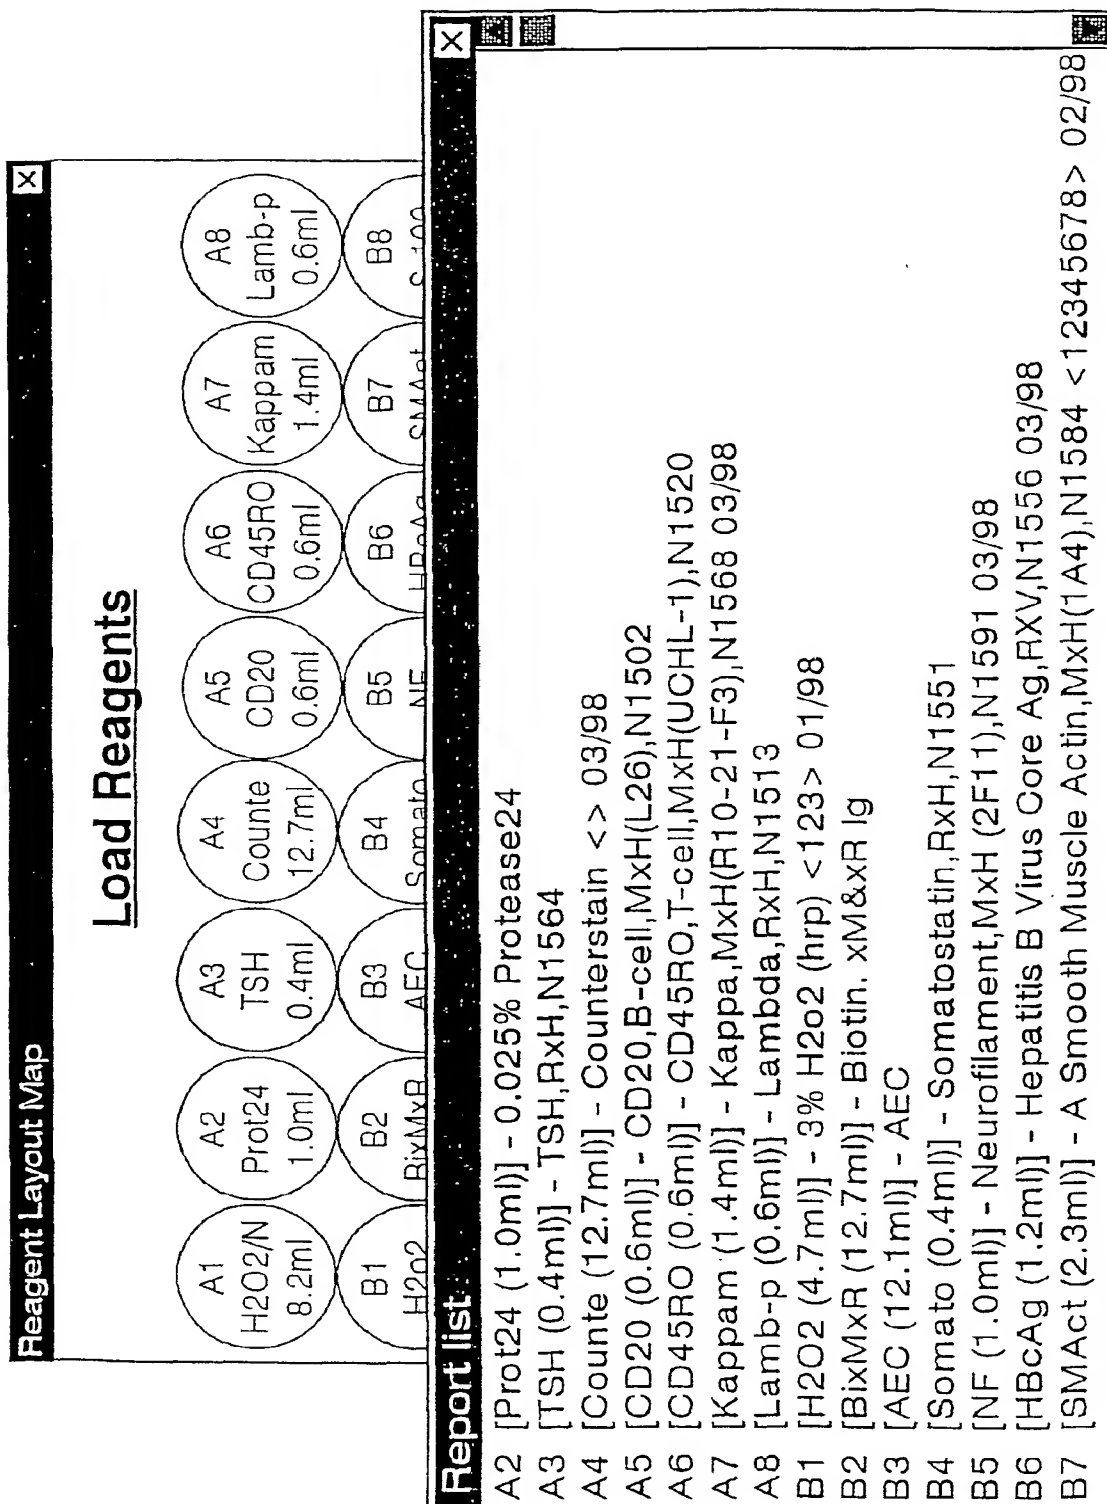 Reagent Layout Map
Load Reagents
A1
H2O2/N
8.2ml
A2
Prot24
1.0ml
A3
TSH
0.4ml
A4
Counte
12.7ml
A5
CD20
0.6ml
A6
CD45RO
0.6ml
A7
Kappam
1.4ml
A8
Lamb-p
0.6ml
B1
H2o2
B2
BixMxR
B3
AEC
B4
Somato
B5
NF
B6
HBcAg
B7
SMAct
B8
S-100
Report list
A2 [Prot24 (1.0ml)] - 0.025% Protease24
A3 [TSH (0.4ml)] - TSH,RxH,N1564
A4 [Counte (12.7ml)] - Counterstain <> 03/98
A5 [CD20 (0.6ml)] - CD20,B-cell,MxH(L26),N1502
A6 [CD45RO (0.6ml)] - CD45RO,T-cell,MxH(UCHL-1),N1520
A7 [Kappam (1.4ml)] - Kappa,MxH(R10-21-F3),N1568 03/98
A8 [Lamb-p (0.6ml)] - Lambda,RxH,N1513
B1 [H2O2 (4.7ml)] - 3% H2o2 (hrp) <123> 01/98
B2 [BixMxR (12.7ml)] - Biotin. xM&xR Ig
B3 [AEC (12.1ml)] - AEC
B4 [Somato (0.4ml)] - Somatostatin,RxH,N1551
B5 [NF (1.0ml)] - Neurofilament,MxH (2F11),N1591 03/98
B6 [HBcAg (1.2ml)] - Hepatitis B Virus Core Ag,RXV,N1556 03/98
B7 [SMAct (2.3ml)] - A Smooth Muscle Actin,MxH(1A4),N1584 <12345678> 02/98